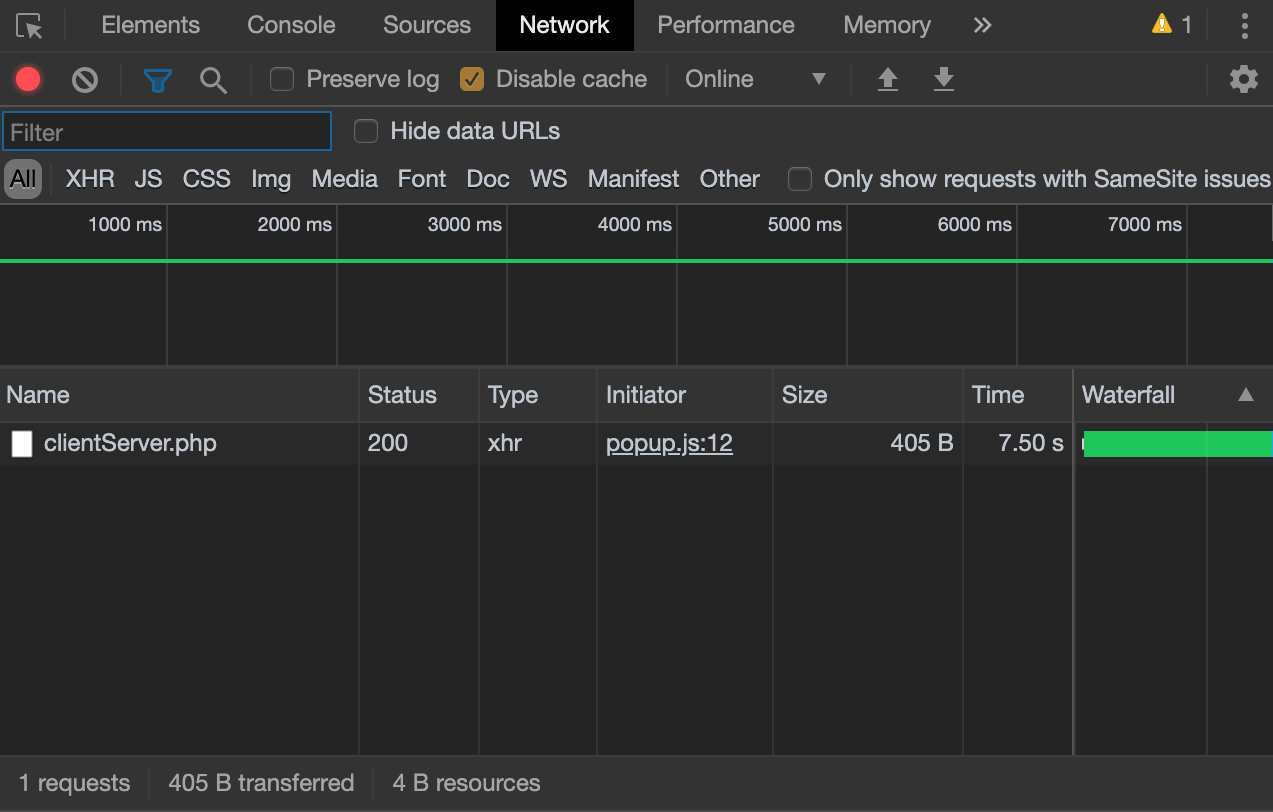 Elements Console Sources Network Performance Memory » 1
Preserve log Disable cache Online
Filter Hide data URLs
All XHR JS CSS Img Media Font Doc WS Manifest Other Only show requests with SameSite issues
1000 ms 2000 ms 3000 ms 4000 ms 5000 ms 6000 ms 7000 ms
Name Status Type Initiator Size Time Waterfall
clientServer.php 200 xhr popup.js:12 405 B 7.50 s
1 requests 405 B transferred 4 B resources